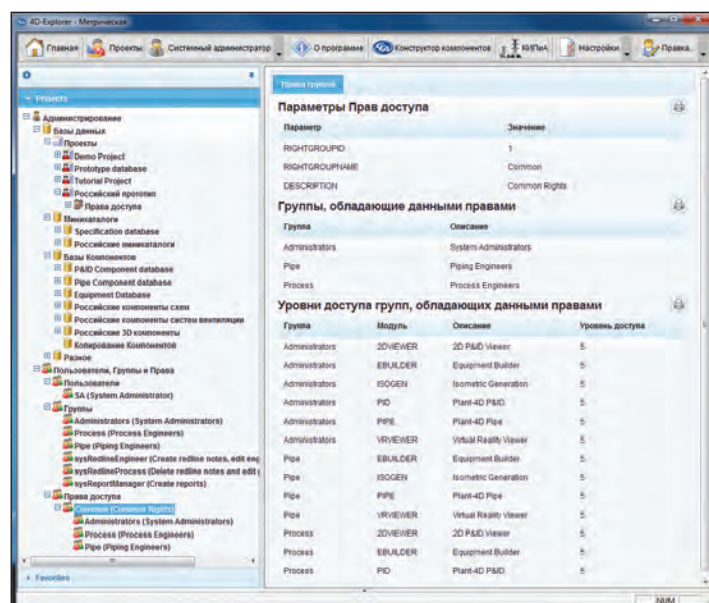 4D-Explorer - Метрическая
Главная Проекты Системный администратор О программе Конструктор компонентов КИПиА Настройки Правка
Projects
Администрирование
Базы данных
Проекты
Demo Project
Prototype database
Tutorial Project
Российский прототип
Права доступа
Миникаталоги
Specification database
Российские миникаталоги
Базы Компонентов
P&ID Component database
Pipe Component database
Equipment Database
Российские компоненты схем
Российские компоненты систем вентиляции
Российские 3D компоненты
Копирование Компонентов
Разное
Пользователи, Группы и Права
Пользователи
SA (System Administrator)
Группы
Administrators (System Administrators)
Process (Process Engineers)
Pipe (Piping Engineers)
sysRedlineEngineer (Create redline notes, edit eng
sysRedlineProcess (Delete redline notes and edit
sysReportManager (Create reports)
Права доступа
Common (Common Rights)
Administrators (System Administrators)
Process (Process Engineers)
Pipe (Piping Engineers)
Favorites
Права группы
Параметры Прав доступа
Параметр Значение
RIGHTGROUPID 1
RIGHTGROUPNAME Common
DESCRIPTION Common Rights
Группы, обладающие данными правами
Группа Описание
Administrators System Administrators
Pipe Piping Engineers
Process Process Engineers
Уровни доступа групп, обладающих данными правами
Группа Модуль Описание Уровень доступа
Administrators 2DVIEWER 2D P&ID Viewer 5
Administrators EBUILDER Equipment Builder 5
Administrators ISOGEN Isometric Generation 5
Administrators PID Plant-4D P&ID 5
Administrators PIPE Plant-4D Pipe 5
Administrators VRVIEWER Virtual Reality Viewer 5
Pipe EBUILDER Equipment Builder 5
Pipe ISOGEN Isometric Generation 5
Pipe PIPE Plant-4D Pipe 5
Pipe VRVIEWER Virtual Reality Viewer 5
Process 2DVIEWER 2D P&ID Viewer 5
Process EBUILDER Equipment Builder 5
Process PID Plant-4D P&ID 5
NUM